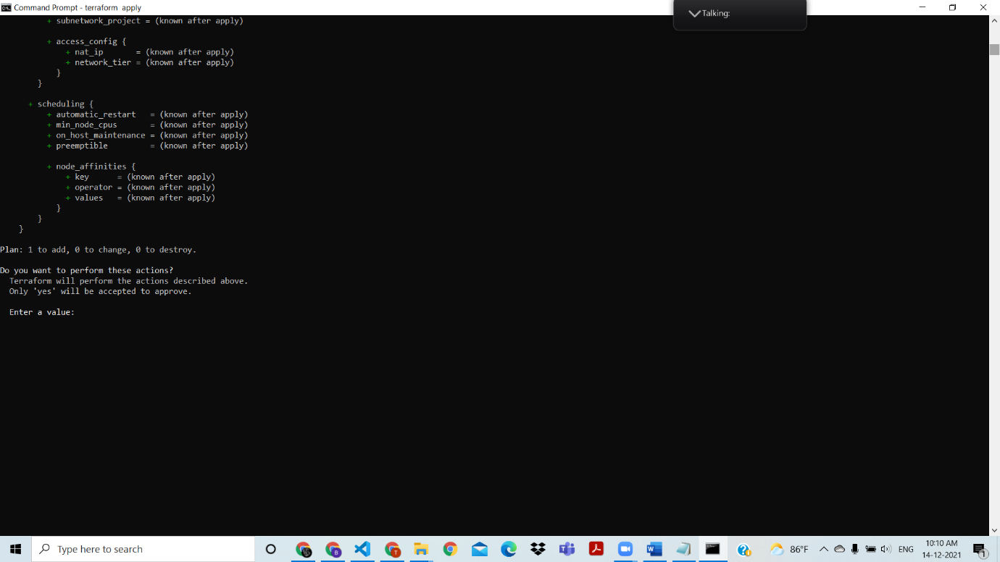 Command Prompt - terraform apply
Talking:
+ subnetwork_project = (known after apply)
+ access_config {
+ nat_ip       = (known after apply)
+ network_tier = (known after apply)
}
}
+ scheduling {
+ automatic_restart   = (known after apply)
+ min_node_cpus       = (known after apply)
+ on_host_maintenance = (known after apply)
+ preemptible         = (known after apply)
+ node_affinities {
+ key      = (known after apply)
+ operator = (known after apply)
+ values   = (known after apply)
}
}
}
Plan: 1 to add, 0 to change, 0 to destroy.
Do you want to perform these actions?
Terraform will perform the actions described above.
Only 'yes' will be accepted to approve.
Enter a value:
Type here to search
86°F
ENG
10:10 AM
14-12-2021
1